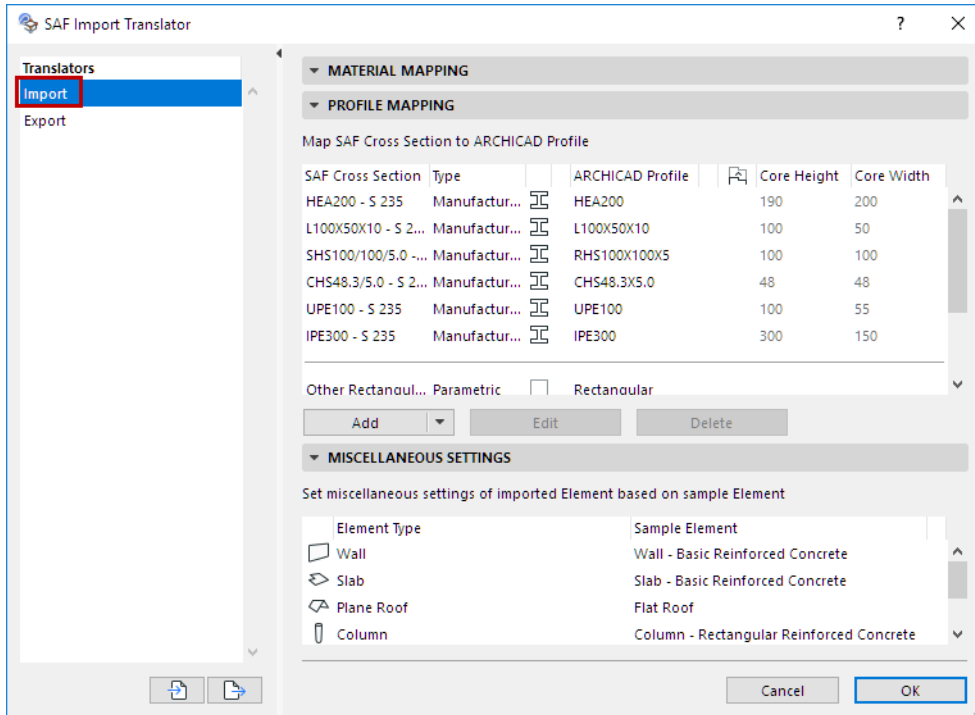 SAF Import Translator ?
Translators
Import
Export
MATERIAL MAPPING
PROFILE MAPPING
Map SAF Cross Section to ARCHICAD Profile
SAF Cross Section Type ARCHICAD Profile Core Height Core Width
HEA200 - S 235 Manufactur... HEA200 190 200
L100X50X10 - S 2... Manufactur... L100X50X10 100 50
SHS100/100/5.0 -... Manufactur... RHS100X100X5 100 100
CHS48.3/5.0 - S 2... Manufactur... CHS48.3X5.0 48 48
UPE100 - S 235 Manufactur... UPE100 100 55
IPE300 - S 235 Manufactur... IPE300 300 150
Other Rectangul... Parametric Rectangular
Add Edit Delete
MISCELLANEOUS SETTINGS
Set miscellaneous settings of imported Element based on sample Element
Element Type Sample Element
Wall Wall - Basic Reinforced Concrete
Slab Slab - Basic Reinforced Concrete
Plane Roof Flat Roof
Column Column - Rectangular Reinforced Concrete
Cancel OK